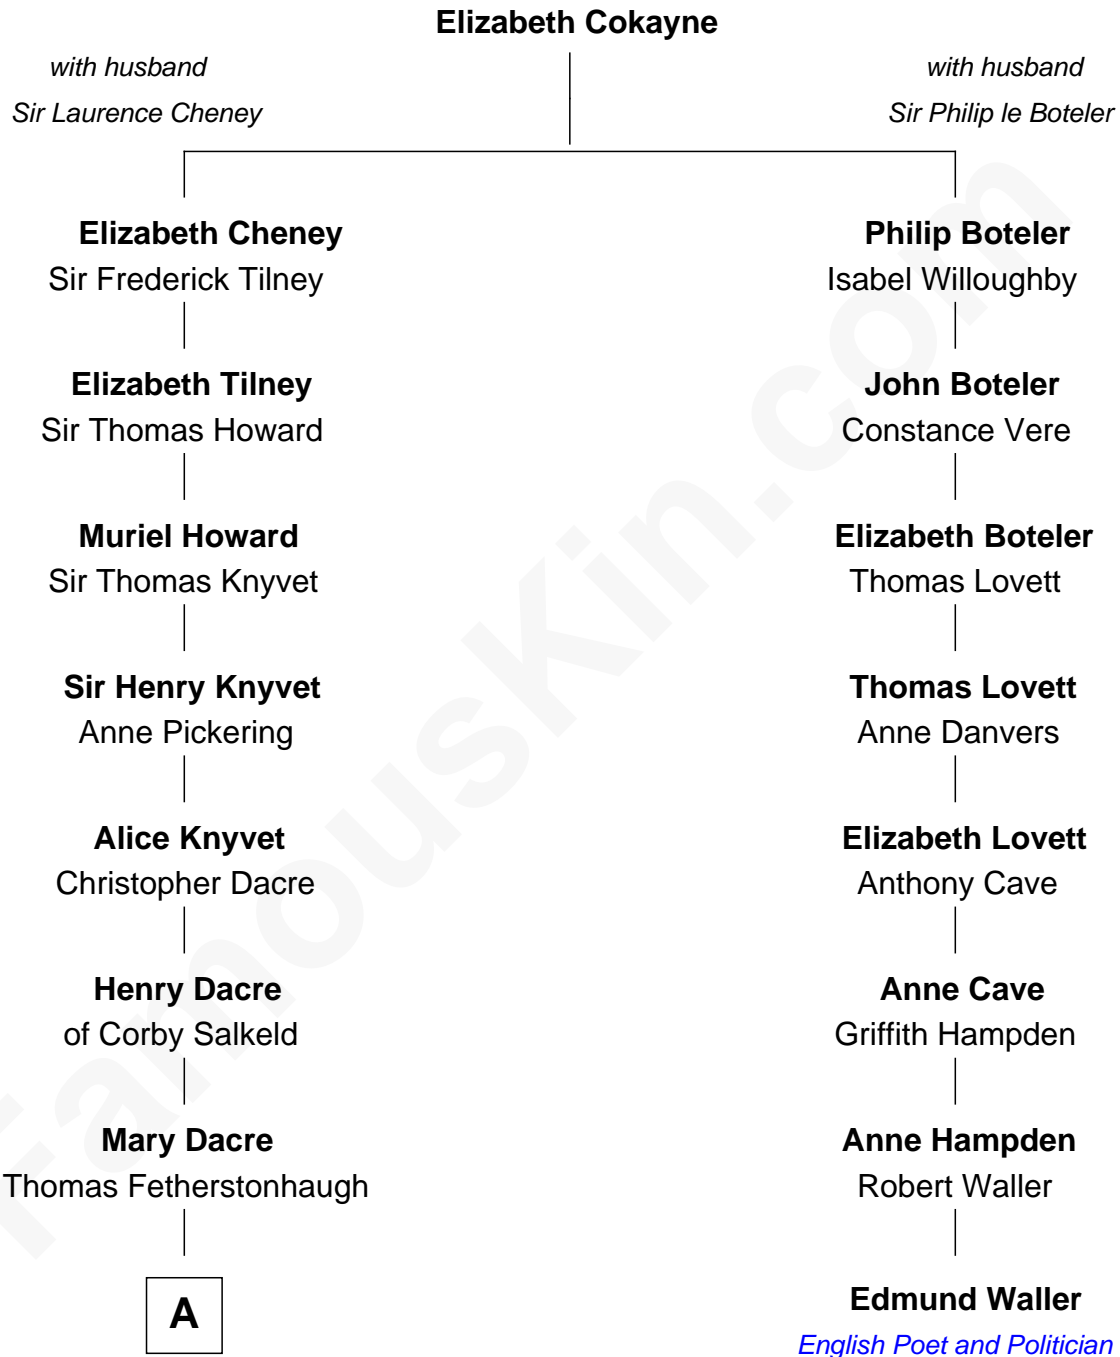 Elizabeth Cokayne
with husband
Sir Laurence Cheney
with husband
Sir Philip le Boteler
Elizabeth Cheney
Sir Frederick Tilney
Philip Boteler
Isabel Willoughby
Elizabeth Tilney
Sir Thomas Howard
John Boteler
Constance Vere
Muriel Howard
Sir Thomas Knyvet
Elizabeth Boteler
Thomas Lovett
Sir Henry Knyvet
Anne Pickering
Thomas Lovett
Anne Danvers
Alice Knyvet
Christopher Dacre
Elizabeth Lovett
Anthony Cave
Henry Dacre
of Corby Salkeld
Anne Cave
Griffith Hampden
Mary Dacre
Thomas Fetherstonhaugh
Anne Hampden
Robert Waller
A
Edmund Waller
English Poet and Politician
FamousKin.com